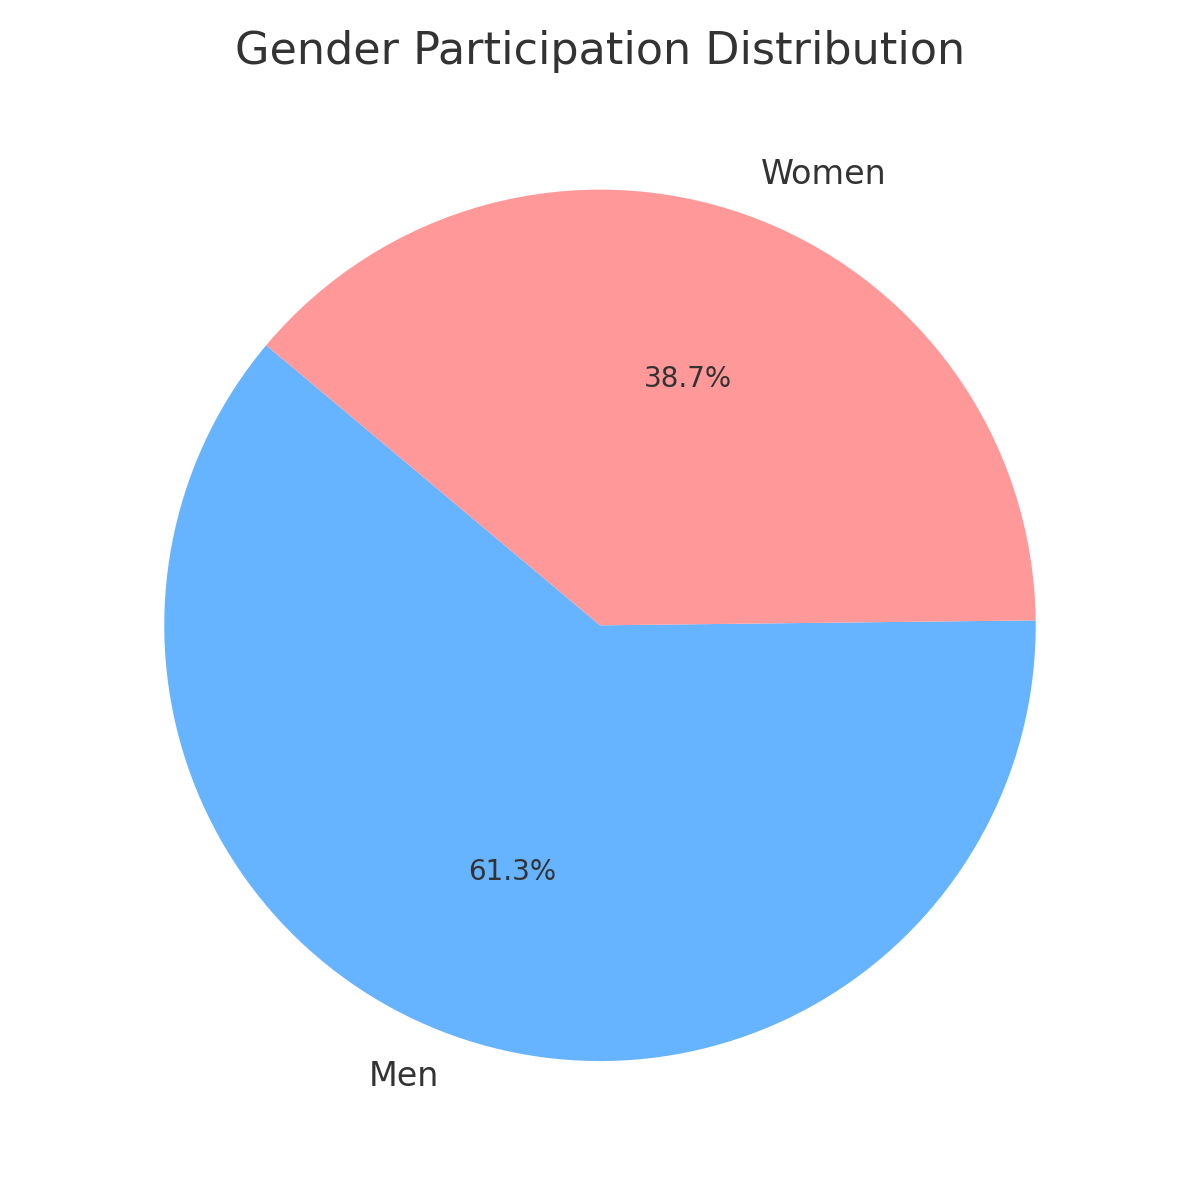 Gender Participation Distribution
Women
38.7%
61.3%
Men